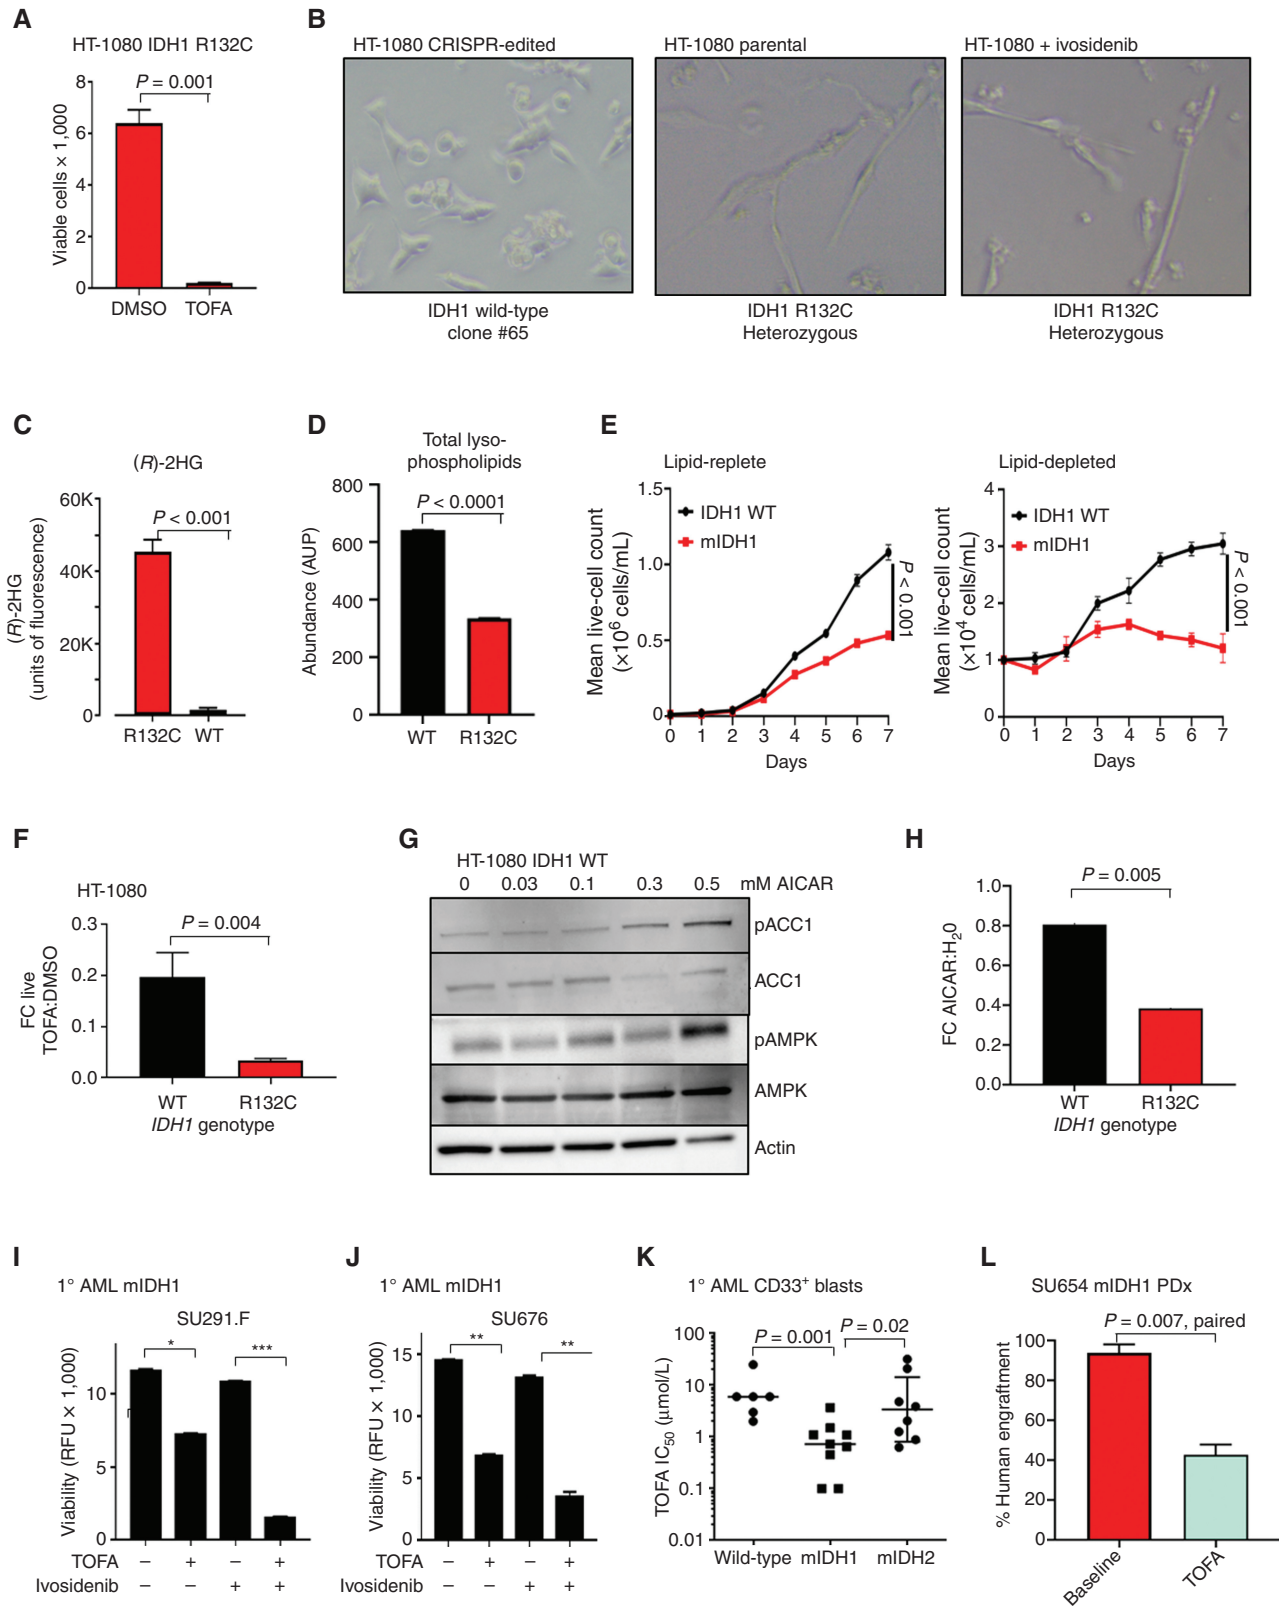 A
HT-1080 IDH1 R132C
P = 0.001
Viable cells × 1,000
8
6
4
2
0
DMSO TOFA
B
HT-1080 CRISPR-edited
HT-1080 parental
HT-1080 + ivosidenib
IDH1 wild-type
clone #65
IDH1 R132C
Heterozygous
IDH1 R132C
Heterozygous
C
(R)-2HG
P < 0.001
(R)-2HG
(units of fluorescence)
60K
40K
20K
0
R132C WT
D
Total lyso-
phospholipids
P < 0.0001
Abundance (AUP)
800
600
400
200
0
WT R132C
E
Lipid-replete
IDH1 WT
mIDH1
Mean live-cell count
(×10⁶ cells/mL)
1.5
1.0
0.5
0
P < 0.001
0 1 2 3 4 5 6 7
Days
Lipid-depleted
IDH1 WT
mIDH1
Mean live-cell count
(×10⁴ cells/mL)
4
3
2
1
0
P < 0.001
0 1 2 3 4 5 6 7
Days
F
HT-1080
P = 0.004
FC live
TOFA:DMSO
0.3
0.2
0.1
0.0
WT R132C
IDH1 genotype
G
HT-1080 IDH1 WT
0 0.03 0.1 0.3 0.5 mM AICAR
pACC1
ACC1
pAMPK
AMPK
Actin
H
P = 0.005
FC AICAR:H₂0
1.0
0.8
0.6
0.4
0.2
0.0
WT R132C
IDH1 genotype
I
1° AML mIDH1
SU291.F
* ***
Viability (RFU × 1,000)
10
5
0
TOFA − + − +
Ivosidenib − − + +
J
1° AML mIDH1
SU676
** **
Viability (RFU × 1,000)
15
10
5
0
TOFA − + − +
Ivosidenib − − + +
K
1° AML CD33⁺ blasts
P = 0.001
P = 0.02
TOFA IC₅₀ (μmol/L)
100
10
1
0.1
0.01
Wild-type mIDH1 mIDH2
L
SU654 mIDH1 PDx
P = 0.007, paired
% Human engraftment
100
80
60
40
20
0
Baseline
TOFA